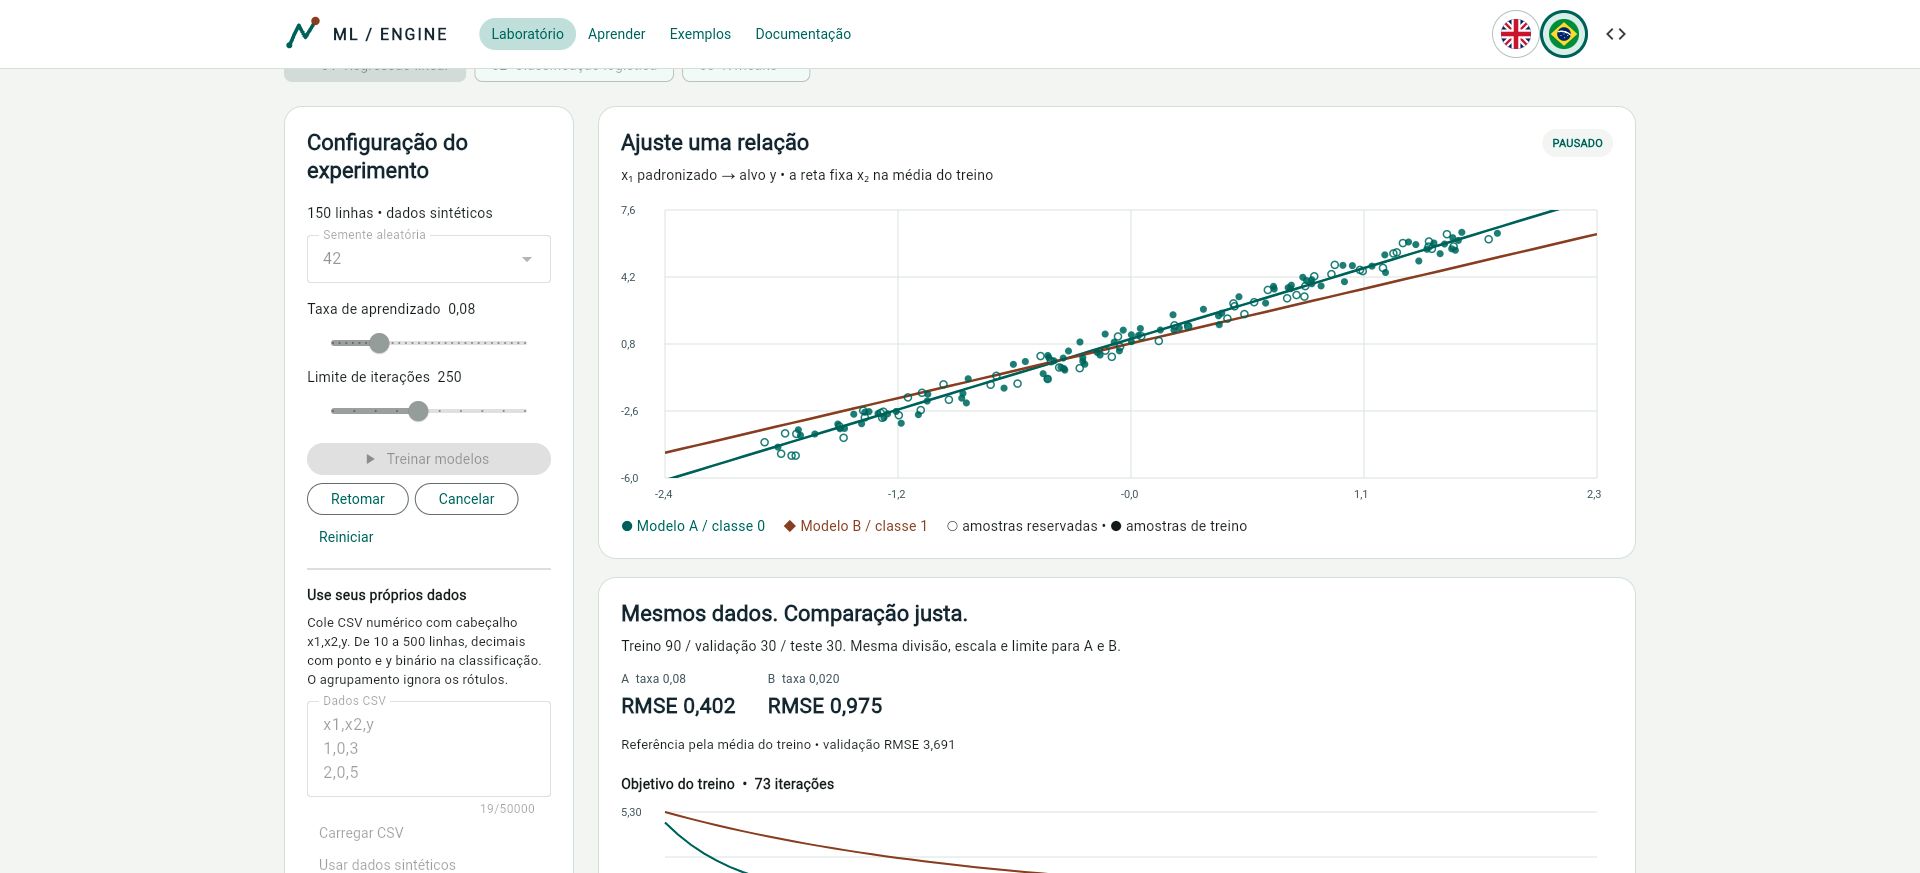 ML / ENGINE
Laboratório
Aprender
Exemplos
Documentação
Configuração do
experimento
150 linhas • dados sintéticos
Semente aleatória
42
Taxa de aprendizado 0,08
Limite de iterações 250
Treinar modelos
Retomar
Cancelar
Reiniciar
Use seus próprios dados
Cole CSV numérico com cabeçalho
x1,x2,y. De 10 a 500 linhas, decimais
com ponto e y binário na classificação.
O agrupamento ignora os rótulos.
Dados CSV
x1,x2,y
1,0,3
2,0,5
19/50000
Carregar CSV
Usar dados sintéticos
Ajuste uma relação
PAUSADO
x₁ padronizado → alvo y • a reta fixa x₂ na média do treino
7,6
4,2
0,8
-2,6
-6,0
-2,4
-1,2
-0,0
1,1
2,3
Modelo A / classe 0
Modelo B / classe 1
amostras reservadas • amostras de treino
Mesmos dados. Comparação justa.
Treino 90 / validação 30 / teste 30. Mesma divisão, escala e limite para A e B.
A taxa 0,08
B taxa 0,020
RMSE 0,402
RMSE 0,975
Referência pela média do treino • validação RMSE 3,691
Objetivo do treino • 73 iterações
5,30